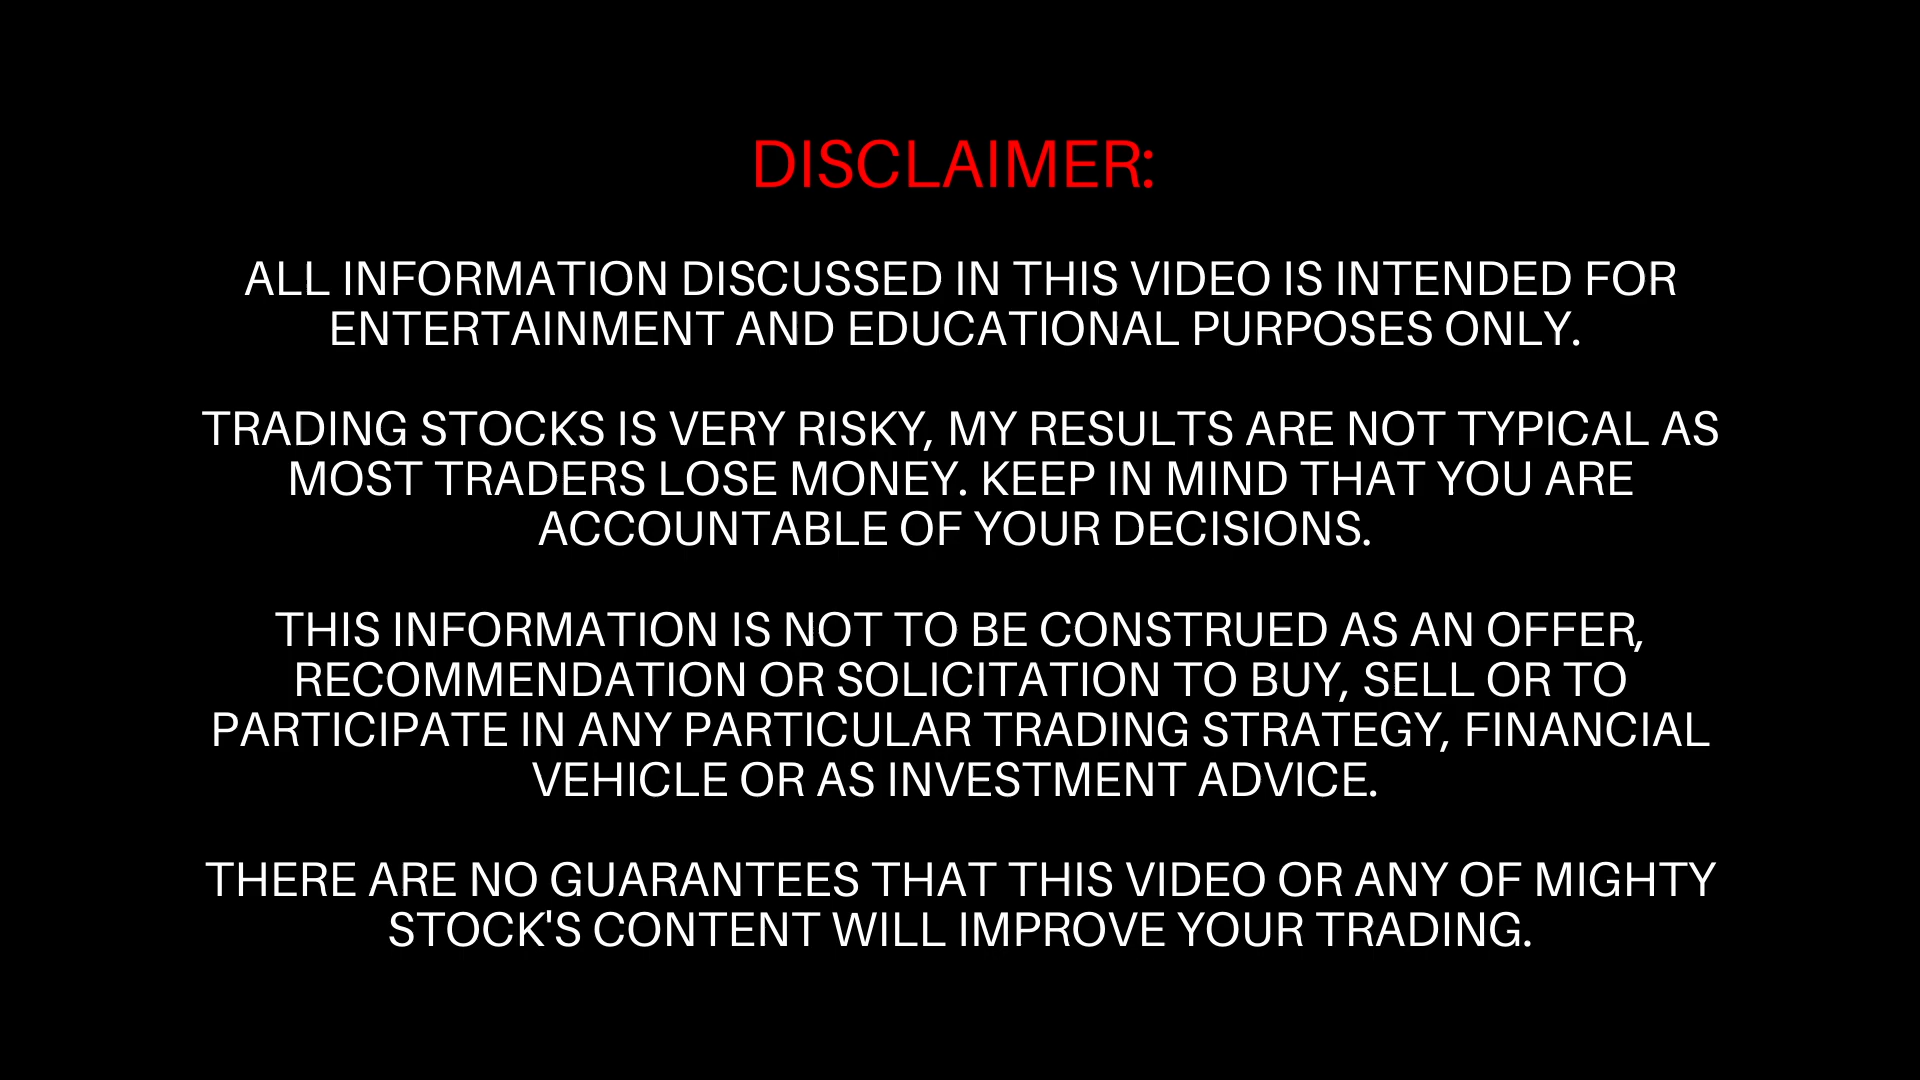 DISCLAIMER:
ALL INFORMATION DISCUSSED IN THIS VIDEO IS INTENDED FOR
ENTERTAINMENT AND EDUCATIONAL PURPOSES ONLY.
TRADING STOCKS IS VERY RISKY, MY RESULTS ARE NOT TYPICAL AS
MOST TRADERS LOSE MONEY. KEEP IN MIND THAT YOU ARE
ACCOUNTABLE OF YOUR DECISIONS.
THIS INFORMATION IS NOT TO BE CONSTRUED AS AN OFFER,
RECOMMENDATION OR SOLICITATION TO BUY, SELL OR TO
PARTICIPATE IN ANY PARTICULAR TRADING STRATEGY, FINANCIAL
VEHICLE OR AS INVESTMENT ADVICE.
THERE ARE NO GUARANTEES THAT THIS VIDEO OR ANY OF MIGHTY
STOCK'S CONTENT WILL IMPROVE YOUR TRADING.